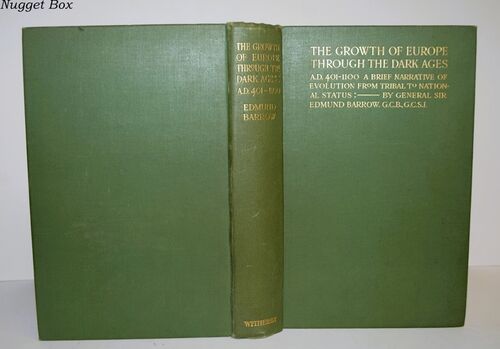 Nugget Box
THE GROWTH OF EUROPE
THROUGH THE
DARK AGES:
A.D. 401-1100
EDMUND
BARROW.
WITHERBY
THE GROWTH OF EUROPE
THROUGH THE DARK AGES
A.D. 401-1100 A BRIEF NARRATIVE OF
EVOLUTION FROM TRIBAL TO NATION-
AL STATUS:—— BY GENERAL SIR
EDMUND BARROW. G.C.B., G.C.S.I.